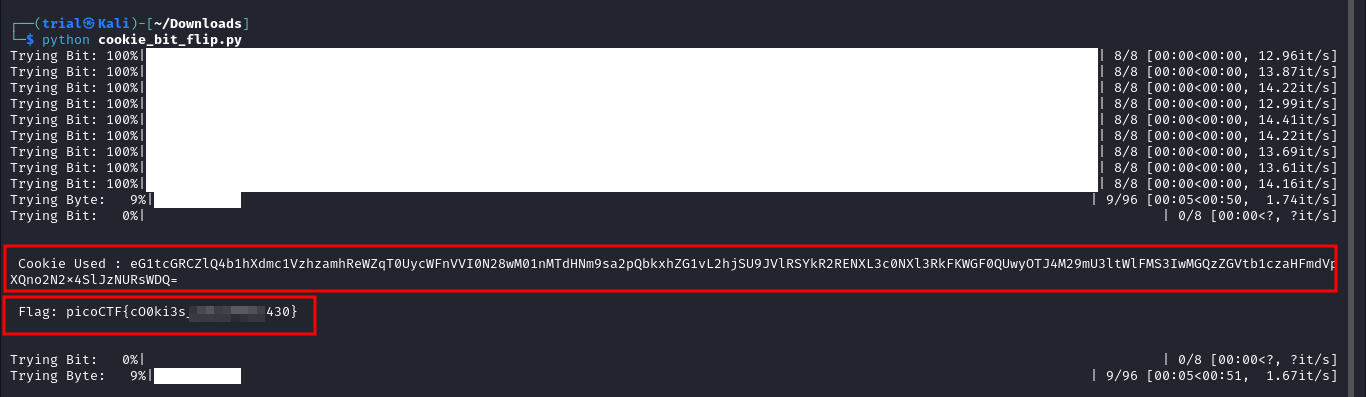 ┌──(trial㉿Kali)-[~/Downloads]
└─$ python cookie_bit_flip.py
Trying Bit: 100%| | 8/8 [00:00<00:00, 12.96it/s]
Trying Bit: 100%| | 8/8 [00:00<00:00, 13.87it/s]
Trying Bit: 100%| | 8/8 [00:00<00:00, 14.22it/s]
Trying Bit: 100%| | 8/8 [00:00<00:00, 12.99it/s]
Trying Bit: 100%| | 8/8 [00:00<00:00, 14.41it/s]
Trying Bit: 100%| | 8/8 [00:00<00:00, 14.22it/s]
Trying Bit: 100%| | 8/8 [00:00<00:00, 13.69it/s]
Trying Bit: 100%| | 8/8 [00:00<00:00, 13.61it/s]
Trying Bit: 100%| | 8/8 [00:00<00:00, 14.16it/s]
Trying Byte: 9%| | 9/96 [00:05<00:50, 1.74it/s]
Trying Bit: 0%| | 0/8 [00:00<?, ?it/s]
Cookie Used : eG1tcGRCZlQ4b1hXdmc1VzhzamhReWZqT0UycWFnVVI0N28wM01nMTdHNm9sa2pQbkxhZG1vL2hjSU9JVlRSYkR2RENXL3c0NXl3RkFKWGF0QUwyOTJ4M29mU3ltWlFMS3IwMGQzZGVtb1czaHFmdVp
XQno2N2x4SlJzNURsWDQ=
Flag: picoCTF{cO0ki3s_ 430}
Trying Bit: 0%| | 0/8 [00:00<?, ?it/s]
Trying Byte: 9%| | 9/96 [00:05<00:51, 1.67it/s]